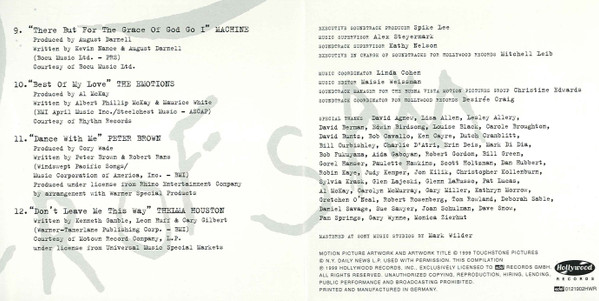 9. "There But For The Grace Of God Go I" MACHINE
Produced by August Darnell
Written by Kevin Nance & August Darnell
(Bocu Music Ltd. - PRS)
Courtesy of Bocu Music Ltd.
10. "Best Of My Love" THE EMOTIONS
Produced by Al McKay
Written by Albert Phillip McKay & Maurice White
(EMI April Music Inc./Steelchest Music - ASCAP)
Courtesy of Rhythm Records
11. "Dance With Me" PETER BROWN
Produced by Cory Wade
Written by Peter Brown & Robert Rans
(Windswept Pacific Songs/
Music Corporation of America, Inc. - BMI)
Produced under license from Rhino Entertainment Company
by arrangement with Warner Special Products
12. "Don't Leave Me This Way" THELMA HOUSTON
Written by Kenneth Gamble, Leon Huff & Cary Gilbert
(Warner-Tamerlane Publishing Corp. - BMI)
Courtesy of Motown Record Company, L.P.
under license from Universal Music Special Markets
EXECUTIVE SOUNDTRACK PRODUCER Spike Lee
MUSIC SUPERVISOR Alex Steyermark
SOUNDTRACK SUPERVISION Kathy Nelson
EXECUTIVE IN CHARGE OF SOUNDTRACKS FOR HOLLYWOOD RECORDS Mitchell Leib
MUSIC COORDINATOR Linda Cohen
MUSIC EDITOR Maisie Weissman
SOUNDTRACK MANAGER FOR THE BUENA VISTA MOTION PICTURES GROUP Christine Edwards
SOUNDTRACK COORDINATOR FOR HOLLYWOOD RECORDS Desirée Craig
SPECIAL THANKS David Agnew, Lisa Allen, Lesley Allery,
David Berman, Edwin Birdsong, Louise Black, Carole Broughton,
David Buntz, Bob Cavallo, Ken Cayre, Dutch Cramblitt,
Bill Curbishley, Charlie D'Atri, Erin Deis, Mark Di Dia,
Bob Fukuyama, Aida Gaboyan, Robert Gordon, Bill Green,
Gorel Hanser, Paulette Hawkins, Scott Holtzman, Dan Hubbert,
Robin Kaye, Judy Kemper, Jon Kilik, Christopher Kollenburn,
Sylvia Krask, Glen Lajeski, Glenn LaRusso, Pat Lucas,
Al McKay, Carolyn McMurray, Gary Miller, Kathryn Morrow,
Gretchen O'Neal, Robert Rosenberg, Tom Rowland, Deborah Sable,
Daniel Savage, Sue Sawyer, Joan Schulman, Dave Snow,
Pam Springs, Gary Wynne, Monica Zierhut
MASTERED AT SONY MUSIC STUDIOS BY Mark Wilder
MOTION PICTURE ARTWORK AND ARTWORK TITLE © 1999 TOUCHSTONE PICTURES
© N.Y. DAILY NEWS L.P. USED WITH PERMISSION. THIS COMPILATION
℗ 1999 HOLLYWOOD RECORDS, INC., EXCLUSIVELY LICENSED TO edel RECORDS GMBH.
ALL RIGHTS RESERVED. UNAUTHORIZED COPYING, REPRODUCTION, HIRING, LENDING,
PUBLIC PERFORMANCE AND BROADCASTING PROHIBITED.
PRINTED AND MANUFACTURED IN GERMANY.
Hollywood
RECORDS
edel 0121902HWR